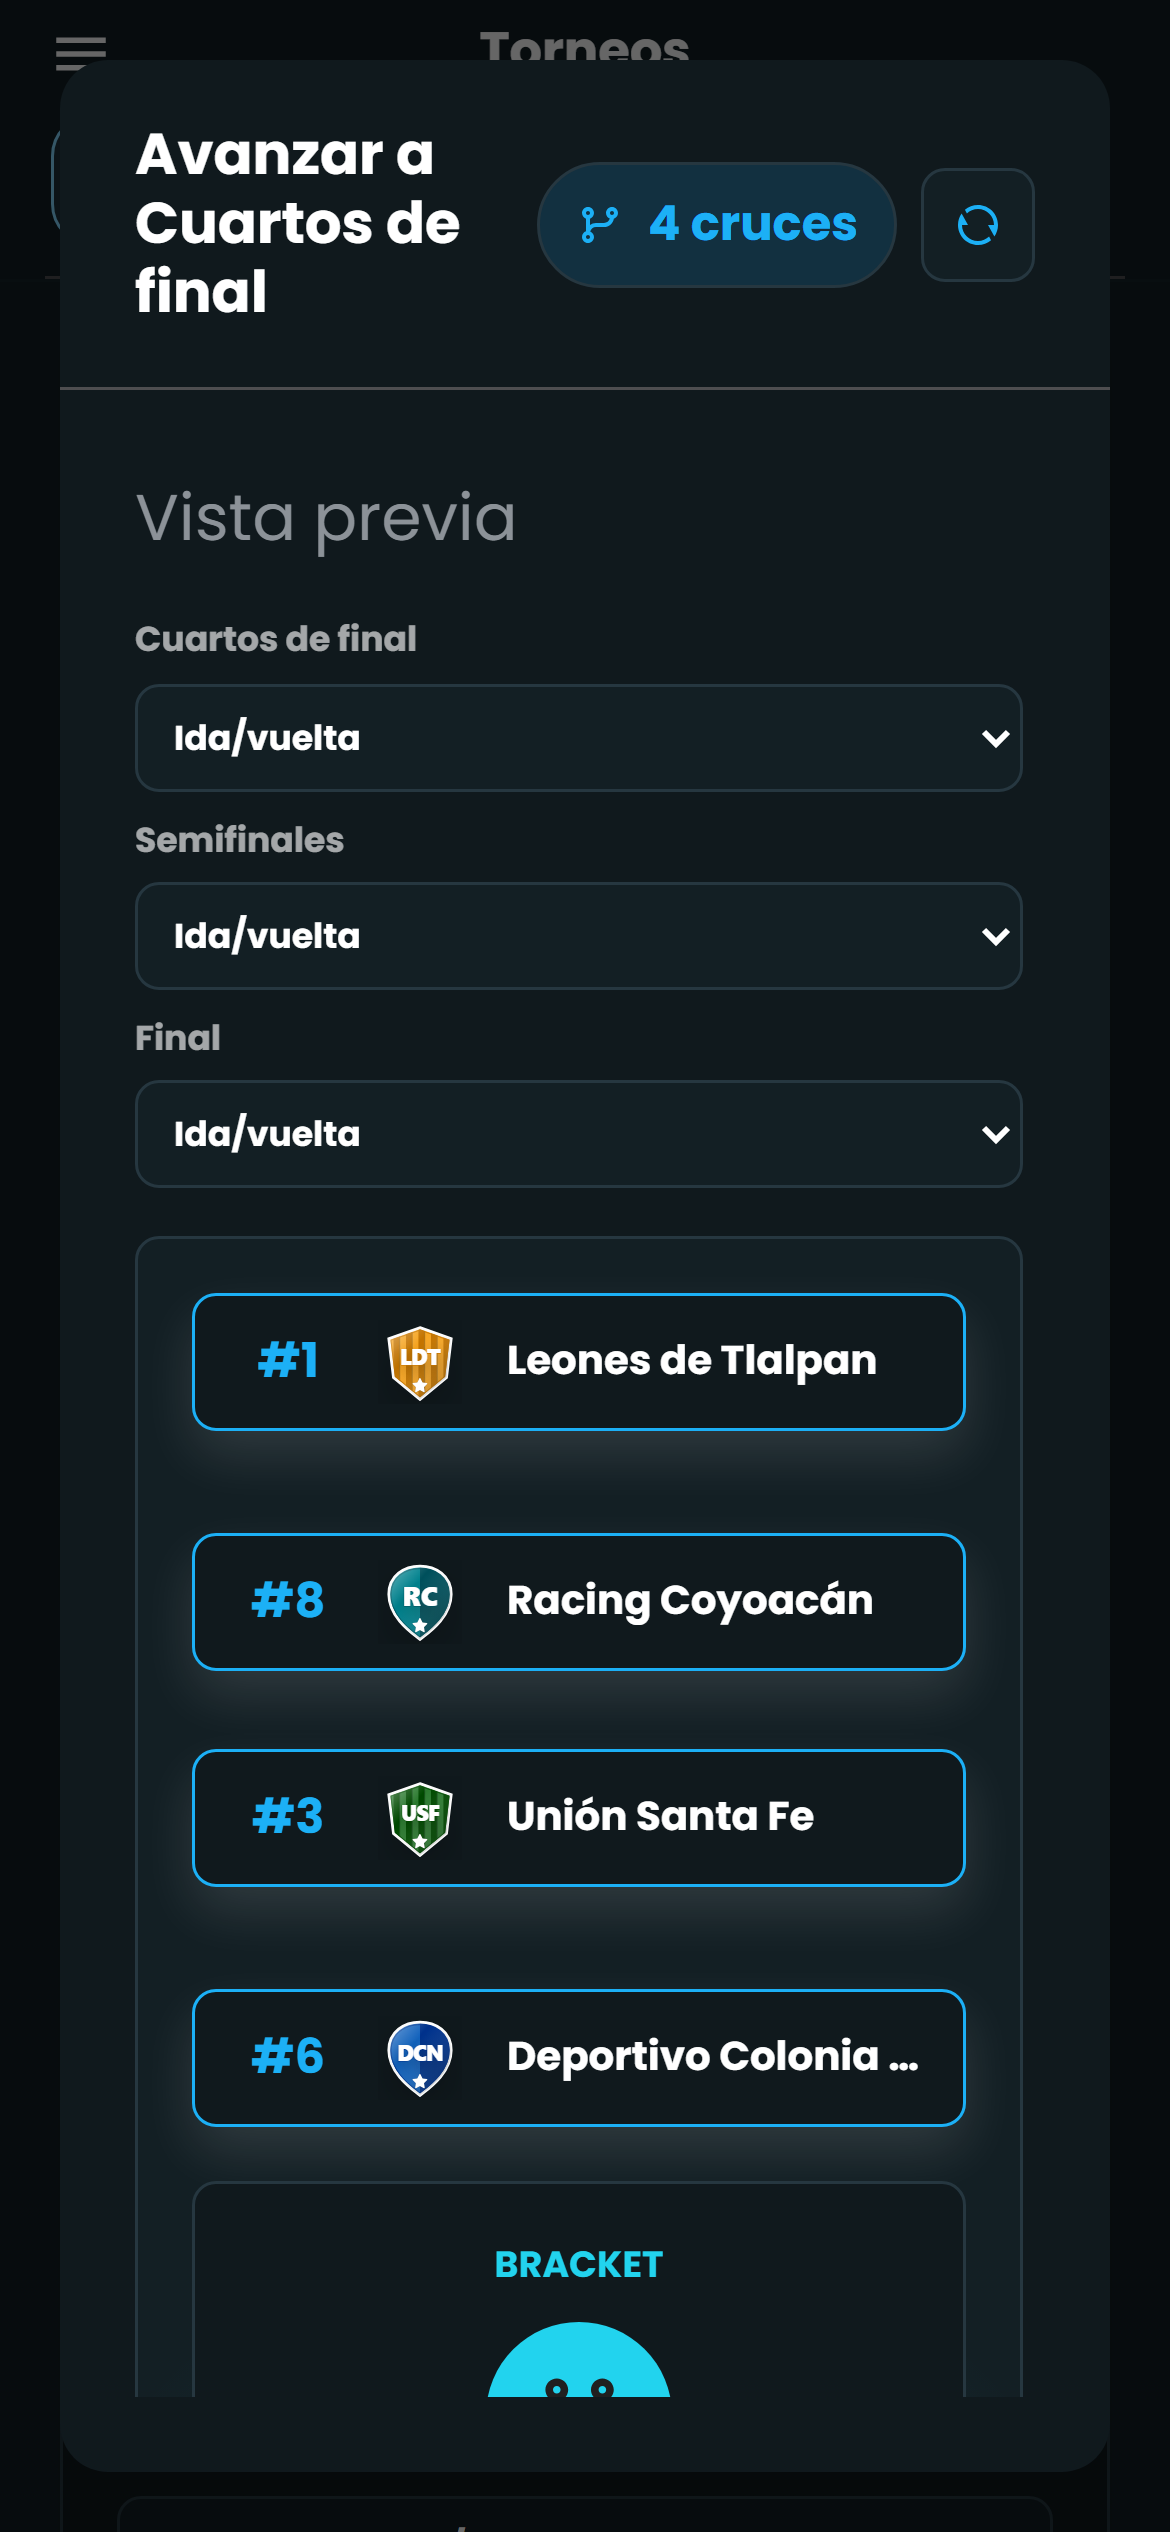 Torneos
Avanzar a
Cuartos de
final
4 cruces
Vista previa
Cuartos de final
Ida/vuelta
Semifinales
Ida/vuelta
Final
Ida/vuelta
#1 LDT Leones de Tlalpan
#8 RC Racing Coyoacán
#3 USF Unión Santa Fe
#6 DCN Deportivo Colonia ...
BRACKET